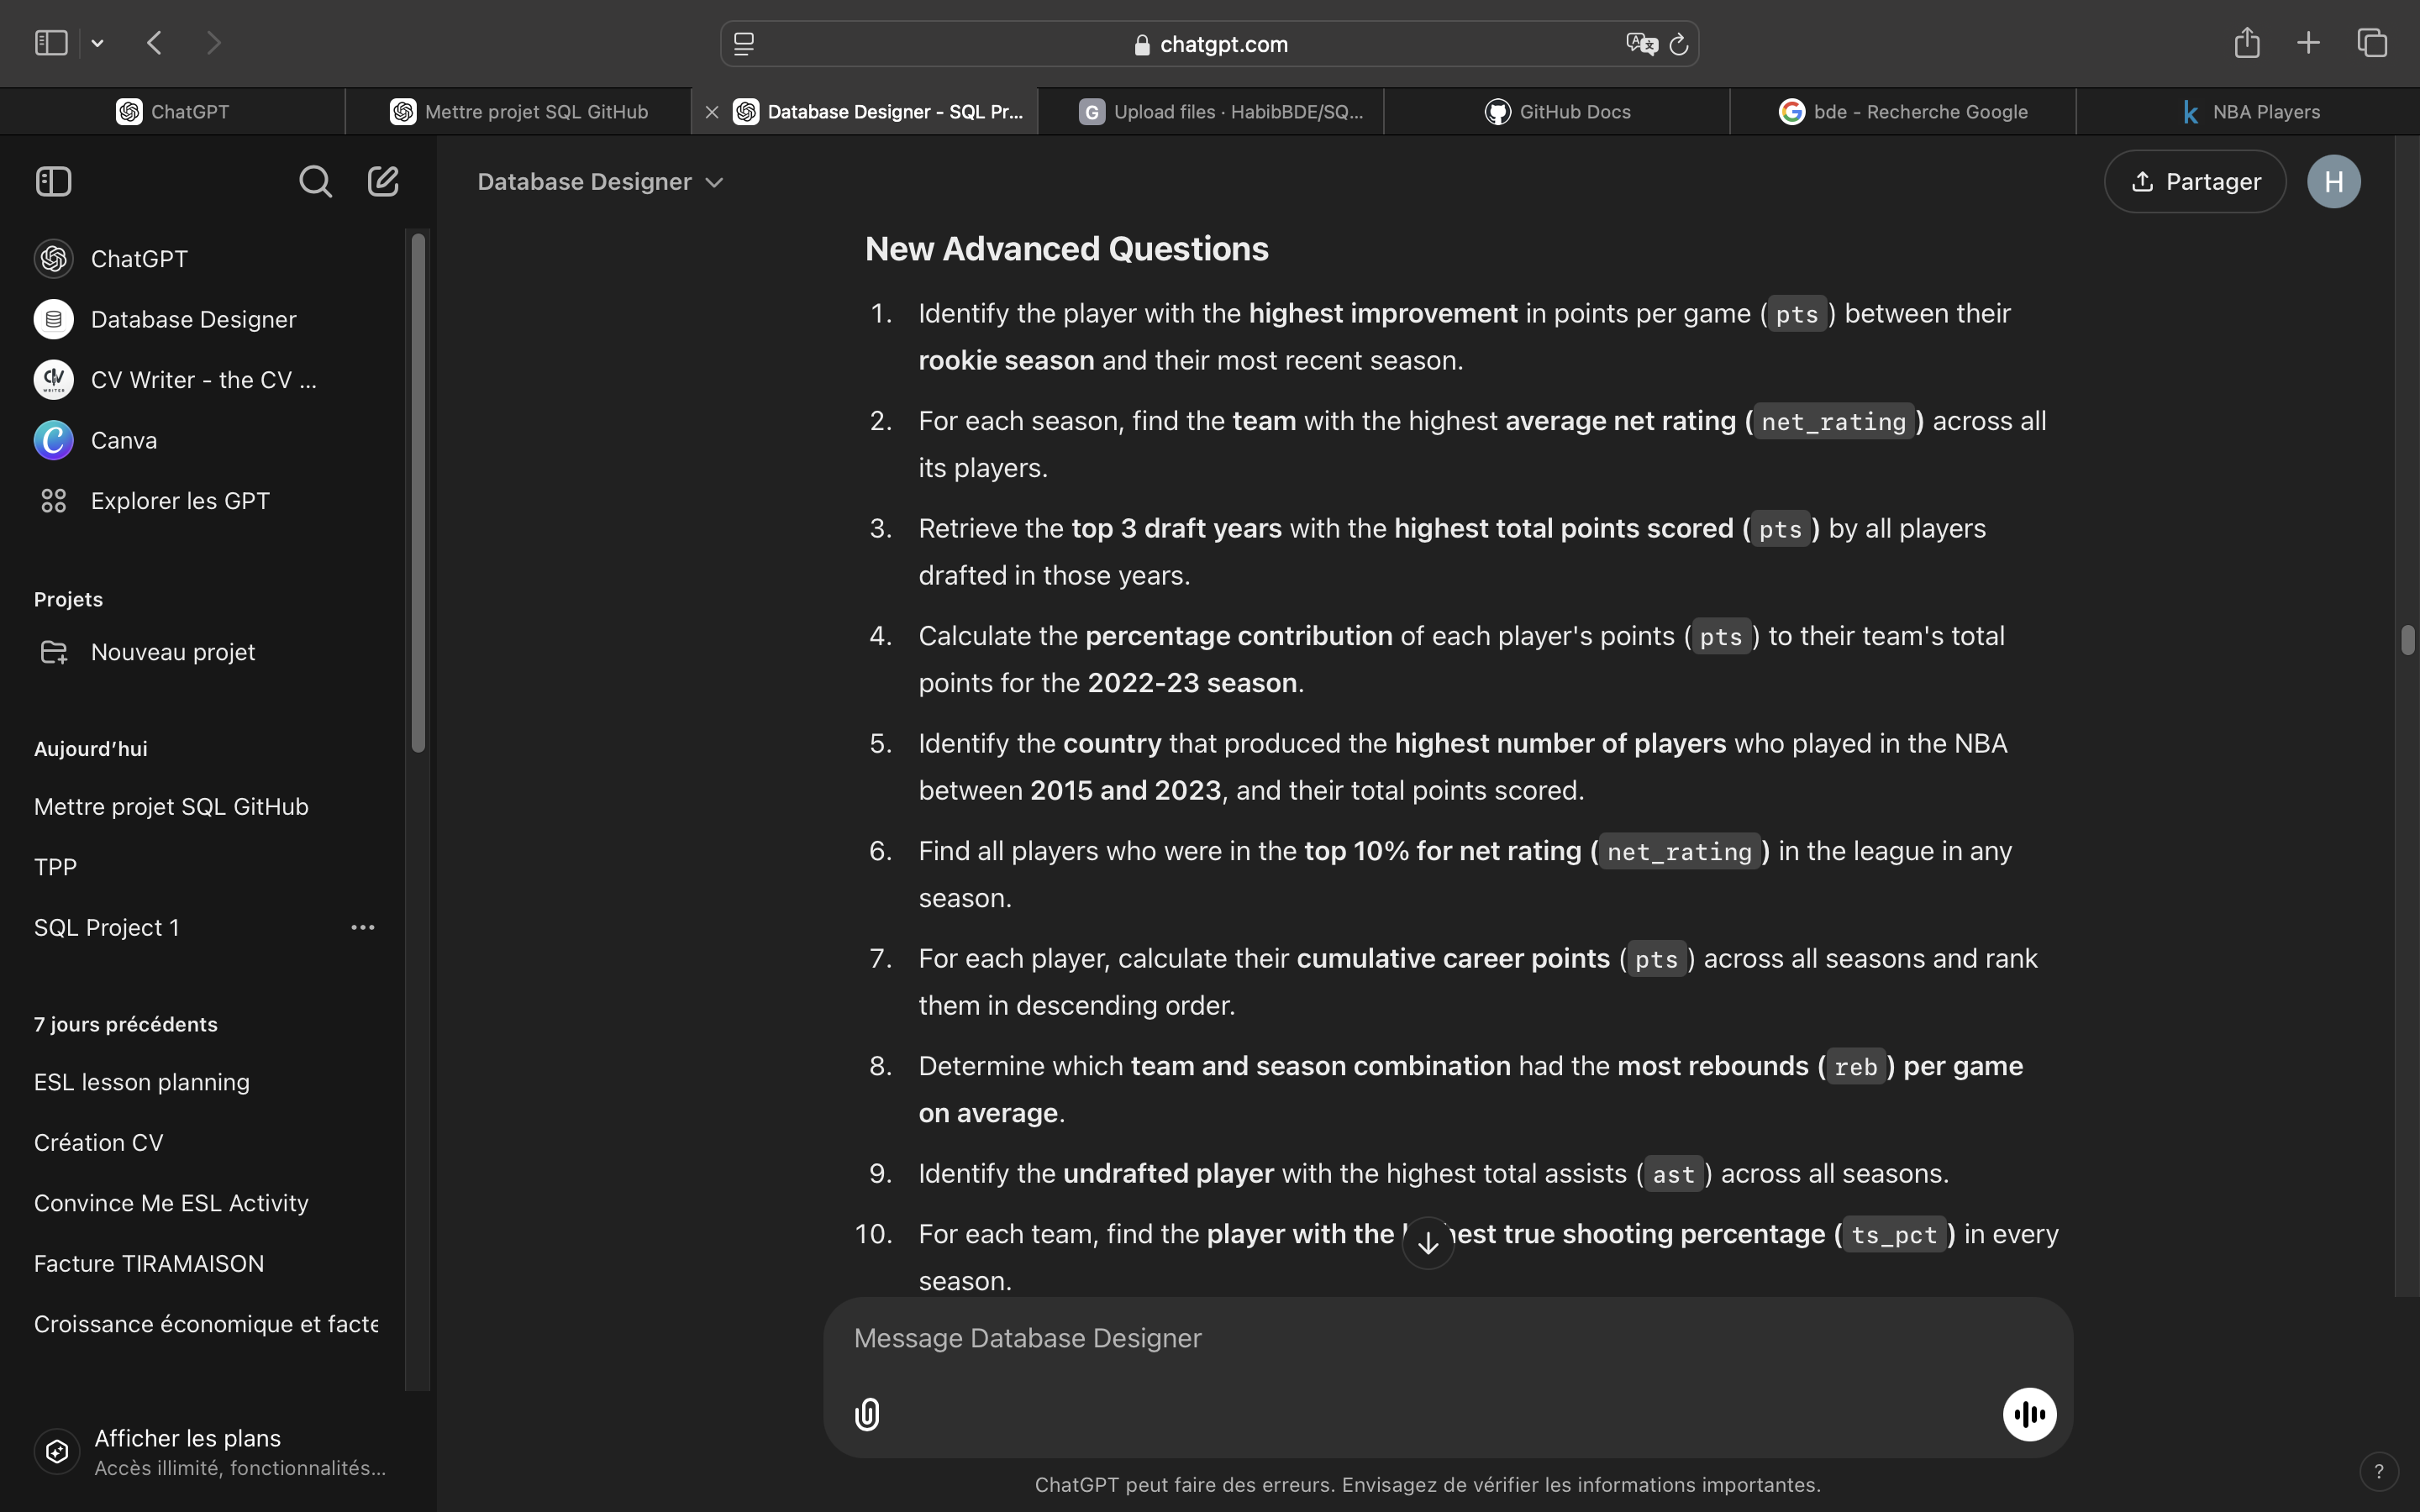 chatgpt.com
ChatGPT
Mettre projet SQL GitHub
Database Designer - SQL Pr...
Upload files · HabibBDE/SQ...
GitHub Docs
bde - Recherche Google
NBA Players
ChatGPT
Database Designer
CV Writer - the CV ...
Canva
Explorer les GPT
Projets
Nouveau projet
Aujourd’hui
Mettre projet SQL GitHub
TPP
SQL Project 1
7 jours précédents
ESL lesson planning
Création CV
Convince Me ESL Activity
Facture TIRAMAISON
Croissance économique et facte
Afficher les plans
Accès illimité, fonctionnalités...
Database Designer
Partager
H
New Advanced Questions
1. Identify the player with the highest improvement in points per game (pts) between their
rookie season and their most recent season.
2. For each season, find the team with the highest average net rating (net_rating) across all
its players.
3. Retrieve the top 3 draft years with the highest total points scored (pts) by all players
drafted in those years.
4. Calculate the percentage contribution of each player's points (pts) to their team's total
points for the 2022-23 season.
5. Identify the country that produced the highest number of players who played in the NBA
between 2015 and 2023, and their total points scored.
6. Find all players who were in the top 10% for net rating (net_rating) in the league in any
season.
7. For each player, calculate their cumulative career points (pts) across all seasons and rank
them in descending order.
8. Determine which team and season combination had the most rebounds (reb) per game
on average.
9. Identify the undrafted player with the highest total assists (ast) across all seasons.
10. For each team, find the player with the true shooting percentage (ts_pct) in every
season.
Message Database Designer
ChatGPT peut faire des erreurs. Envisagez de vérifier les informations importantes.
?